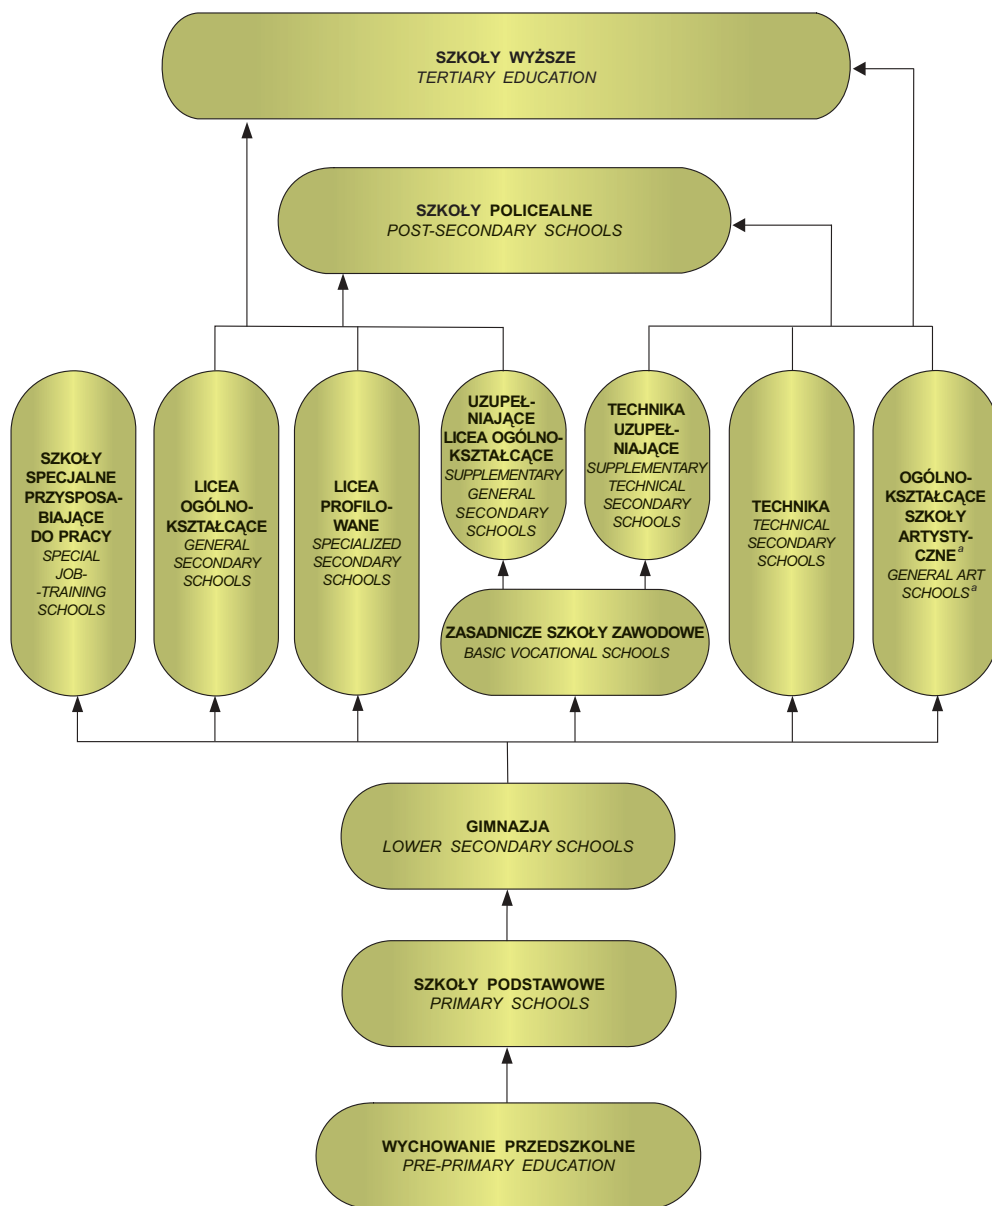 SZKOŁY WYŻSZE
TERTIARY EDUCATION
SZKOŁY POLICEALNE
POST-SECONDARY SCHOOLS
SZKOŁY
SPECJALNE
PRZYSPOSA-
BIAJĄCE
DO PRACY
SPECIAL
JOB-
-TRAINING
SCHOOLS
LICEA
OGÓLNO-
KSZTAŁCĄCE
GENERAL
SECONDARY
SCHOOLS
LICEA
PROFILO-
WANE
SPECIALIZED
SECONDARY
SCHOOLS
UZUPEŁ-
NIAJĄCE
LICEA OGÓLNO-
KSZTAŁCĄCE
SUPPLEMENTARY
GENERAL
SECONDARY
SCHOOLS
TECHNIKA
UZUPEŁ-
NIAJĄCE
SUPPLEMENTARY
TECHNICAL
SECONDARY
SCHOOLS
TECHNIKA
TECHNICAL
SECONDARY
SCHOOLS
OGÓLNO-
KSZTAŁCĄCE
SZKOŁY
ARTYSTY-
CZNE a
GENERAL ART
SCHOOLS a
ZASADNICZE SZKOŁY ZAWODOWE
BASIC VOCATIONAL SCHOOLS
GIMNAZJA
LOWER SECONDARY SCHOOLS
SZKOŁY PODSTAWOWE
PRIMARY SCHOOLS
WYCHOWANIE PRZEDSZKOLNE
PRE-PRIMARY EDUCATION